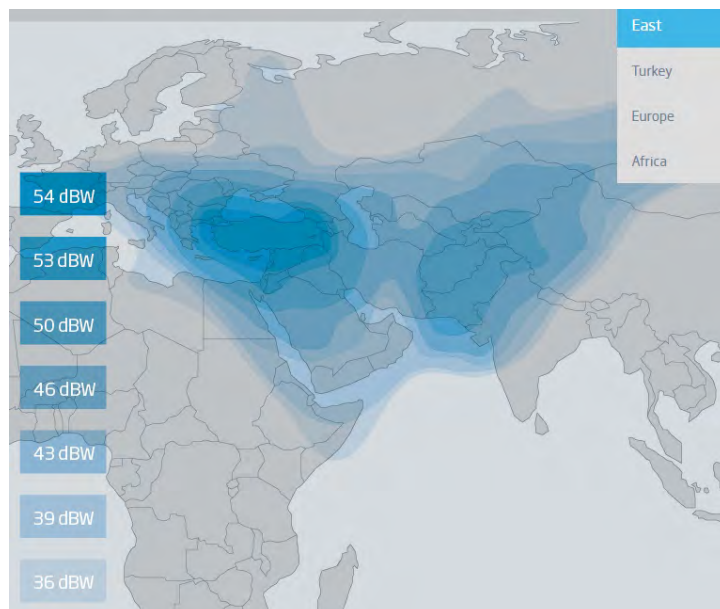 East
Turkey
Europe
Africa
54 dBW
53 dBW
50 dBW
46 dBW
43 dBW
39 dBW
36 dBW